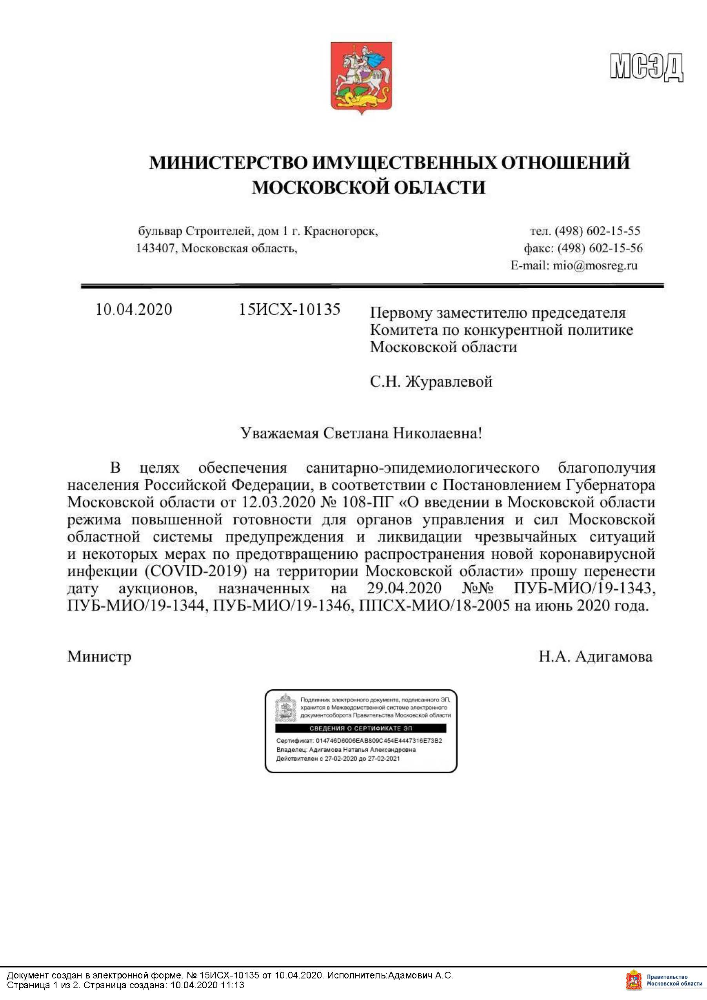 МСЭД
МИНИСТЕРСТВО ИМУЩЕСТВЕННЫХ ОТНОШЕНИЙ
МОСКОВСКОЙ ОБЛАСТИ
бульвар Строителей, дом 1 г. Красногорск,
143407, Московская область,
тел. (498) 602-15-55
факс: (498) 602-15-56
E-mail: mio@mosreg.ru
10.04.2020
15ИСХ-10135
Первому заместителю председателя
Комитета по конкурентной политике
Московской области
С.Н. Журавлевой
Уважаемая Светлана Николаевна!
В целях обеспечения санитарно-эпидемиологического благополучия
населения Российской Федерации, в соответствии с Постановлением Губернатора
Московской области от 12.03.2020 № 108-ПГ «О введении в Московской области
режима повышенной готовности для органов управления и сил Московской
областной системы предупреждения и ликвидации чрезвычайных ситуаций
и некоторых мерах по предотвращению распространения новой коронавирусной
инфекции (COVID-2019) на территории Московской области» прошу перенести
дату аукционов, назначенных на 29.04.2020 №№ ПУБ-МИО/19-1343,
ПУБ-МИО/19-1344, ПУБ-МИО/19-1346, ППСХ-МИО/18-2005 на июнь 2020 года.
Министр
Н.А. Адигамова
Подлинник электронного документа, подписанного ЭП,
хранится в Межведомственной системе электронного
документооборота Правительства Московской области
СВЕДЕНИЯ О СЕРТИФИКАТЕ ЭП
Сертификат: 014746D6006EAB809C454E4447316E73B2
Владелец: Адигамова Наталья Александровна
Действителен с 27-02-2020 до 27-02-2021
Документ создан в электронной форме. № 15ИСХ-10135 от 10.04.2020. Исполнитель:Адамович А.С.
Страница 1 из 2. Страница создана: 10.04.2020 11:13
Правительство
Московской области